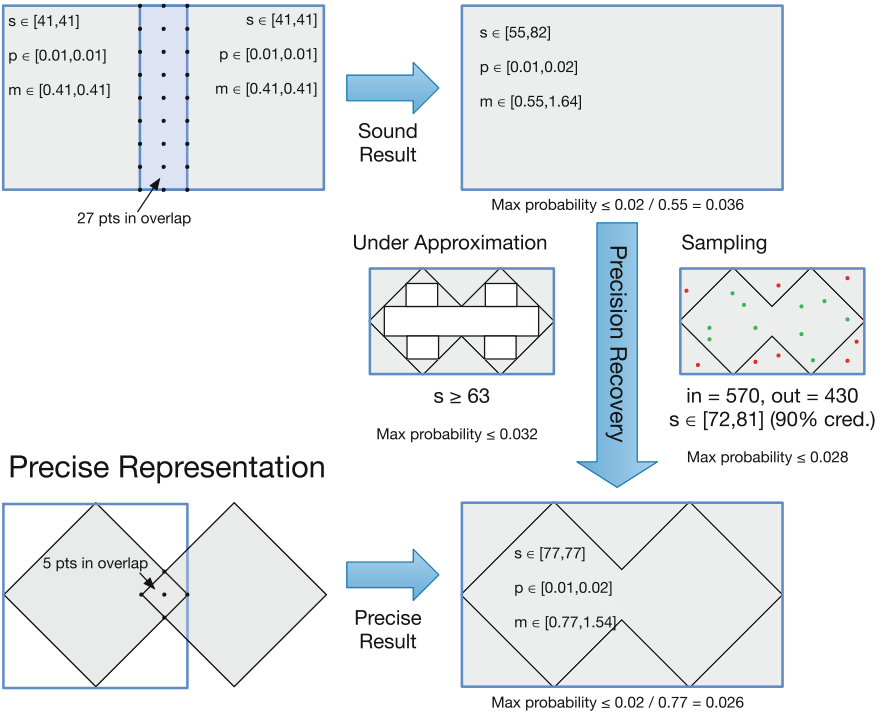 s ∈ [41,41]
p ∈ [0.01,0.01]
m ∈ [0.41,0.41]
s ∈ [41,41]
p ∈ [0.01,0.01]
m ∈ [0.41,0.41]
27 pts in overlap
Sound
Result
s ∈ [55,82]
p ∈ [0.01,0.02]
m ∈ [0.55,1.64]
Max probability ≤ 0.02 / 0.55 = 0.036
Under Approximation
s ≥ 63
Max probability ≤ 0.032
Precision Recovery
Sampling
in = 570, out = 430
s ∈ [72,81] (90% cred.)
Max probability ≤ 0.028
Precise Representation
5 pts in overlap
Precise
Result
s ∈ [77,77]
p ∈ [0.01,0.02]
m ∈ [0.77,1.54]
Max probability ≤ 0.02 / 0.77 = 0.026